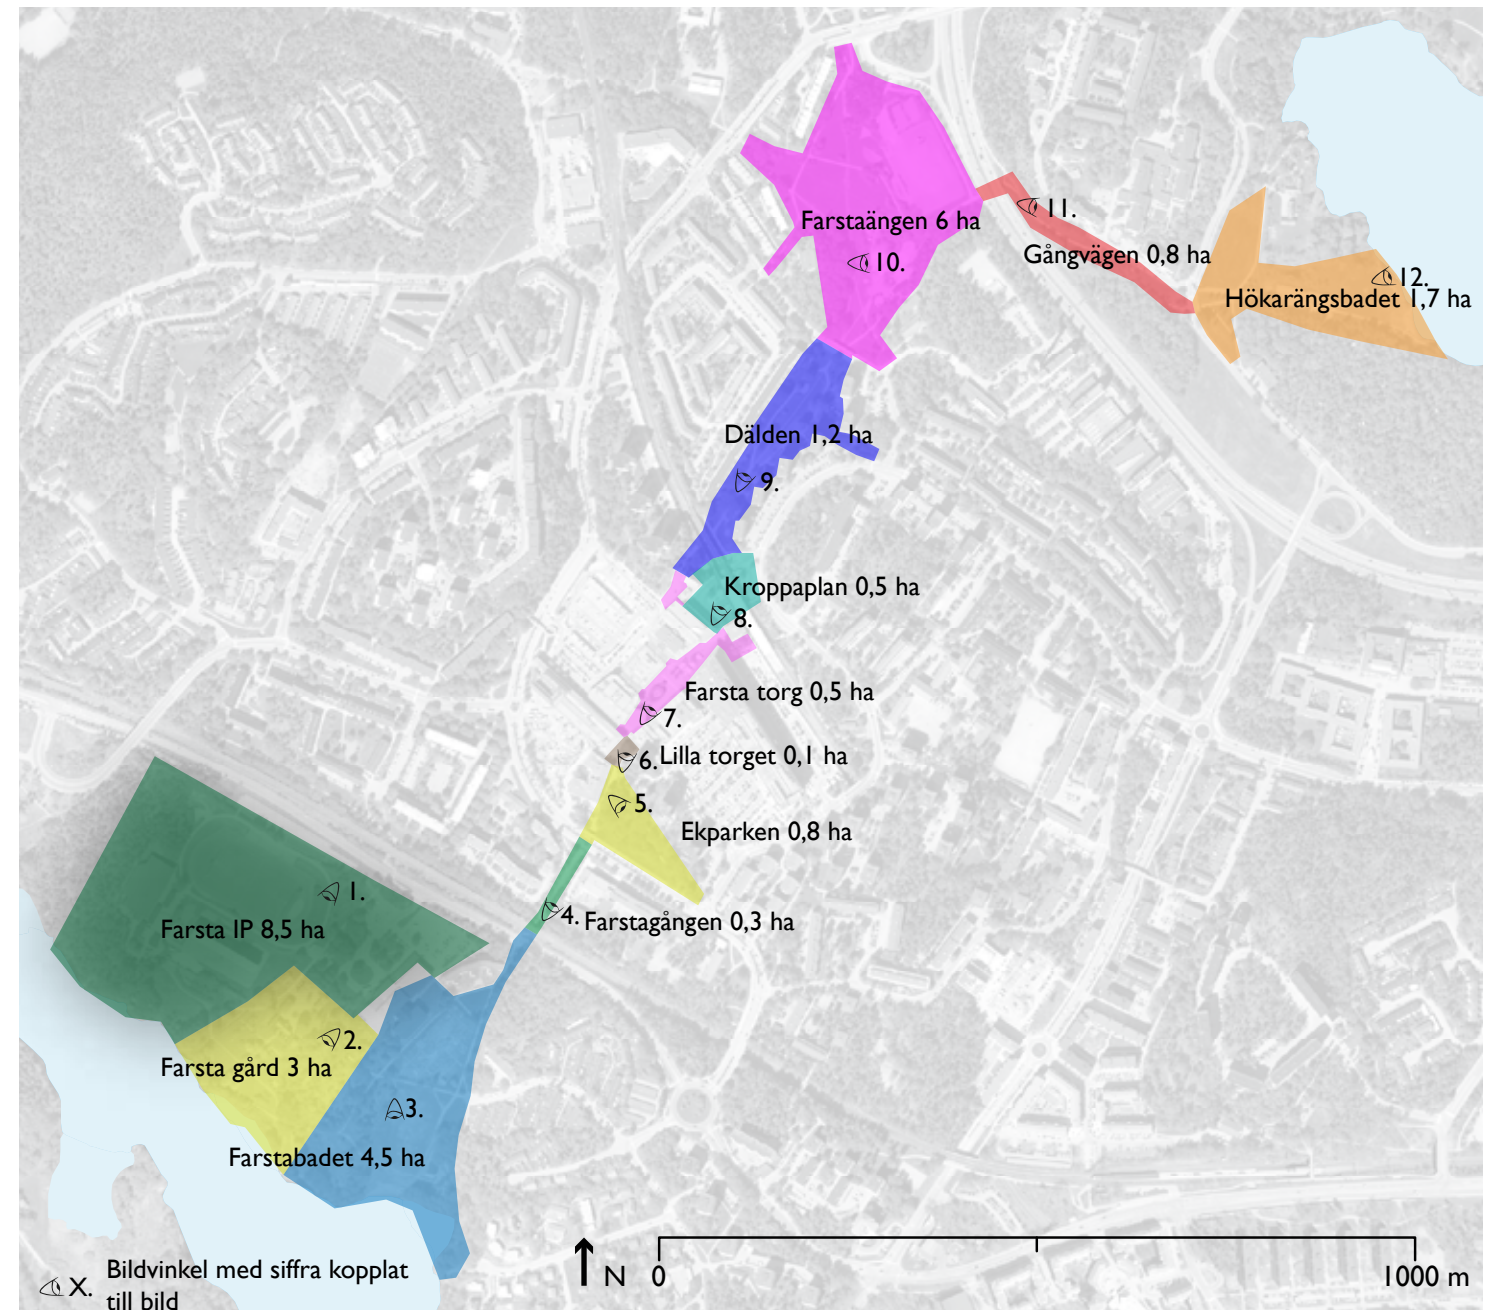 Farstaängen 6 ha
11.
10.
Gångvägen 0,8 ha
12.
Hökarängsbadet 1,7 ha
Dälden 1,2 ha
9.
Kroppaplan 0,5 ha
8.
Farsta torg 0,5 ha
7.
6. Lilla torget 0,1 ha
5.
Ekparken 0,8 ha
1.
4. Farstagången 0,3 ha
Farsta IP 8,5 ha
2.
Farsta gård 3 ha
3.
Farstabadet 4,5 ha
X. Bildvinkel med siffra kopplat
till bild
N 0 1000 m